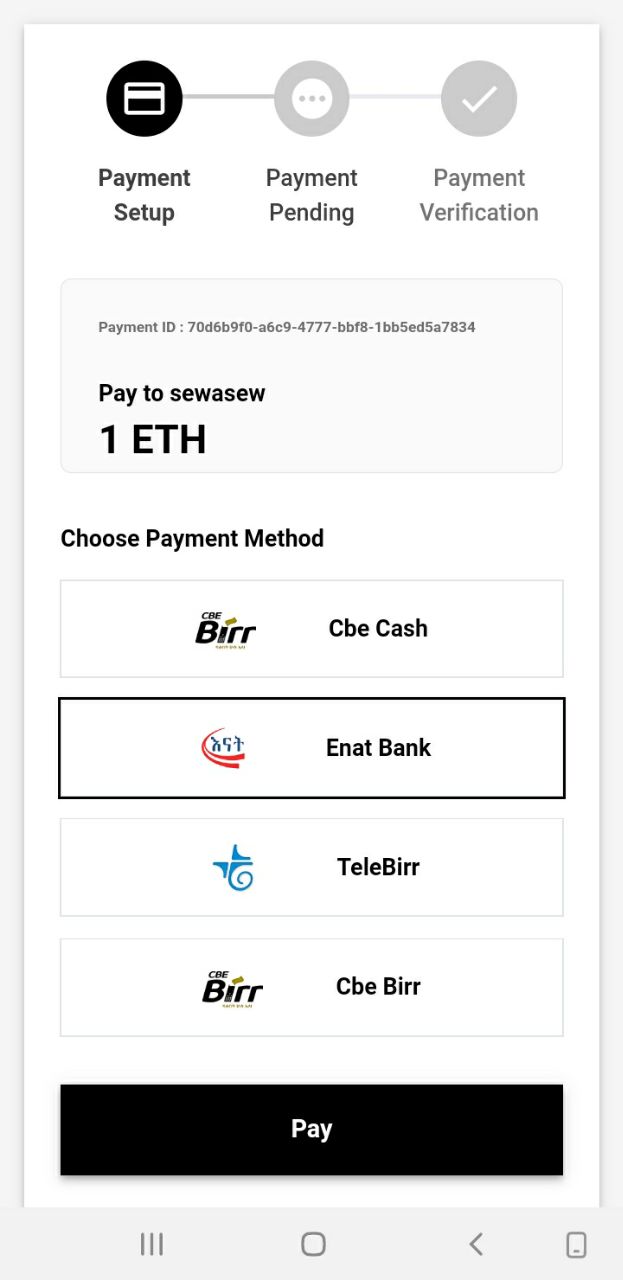 Payment
Setup
Payment
Pending
Payment
Verification
Payment ID : 70d6b9f0-a6c9-4777-bbf8-1bb5ed5a7834
Pay to sewasew
1 ETH
Choose Payment Method
CBE
Birr
Cbe Cash
እናት
Enat Bank
TeleBirr
CBE
Birr
Cbe Birr
Pay